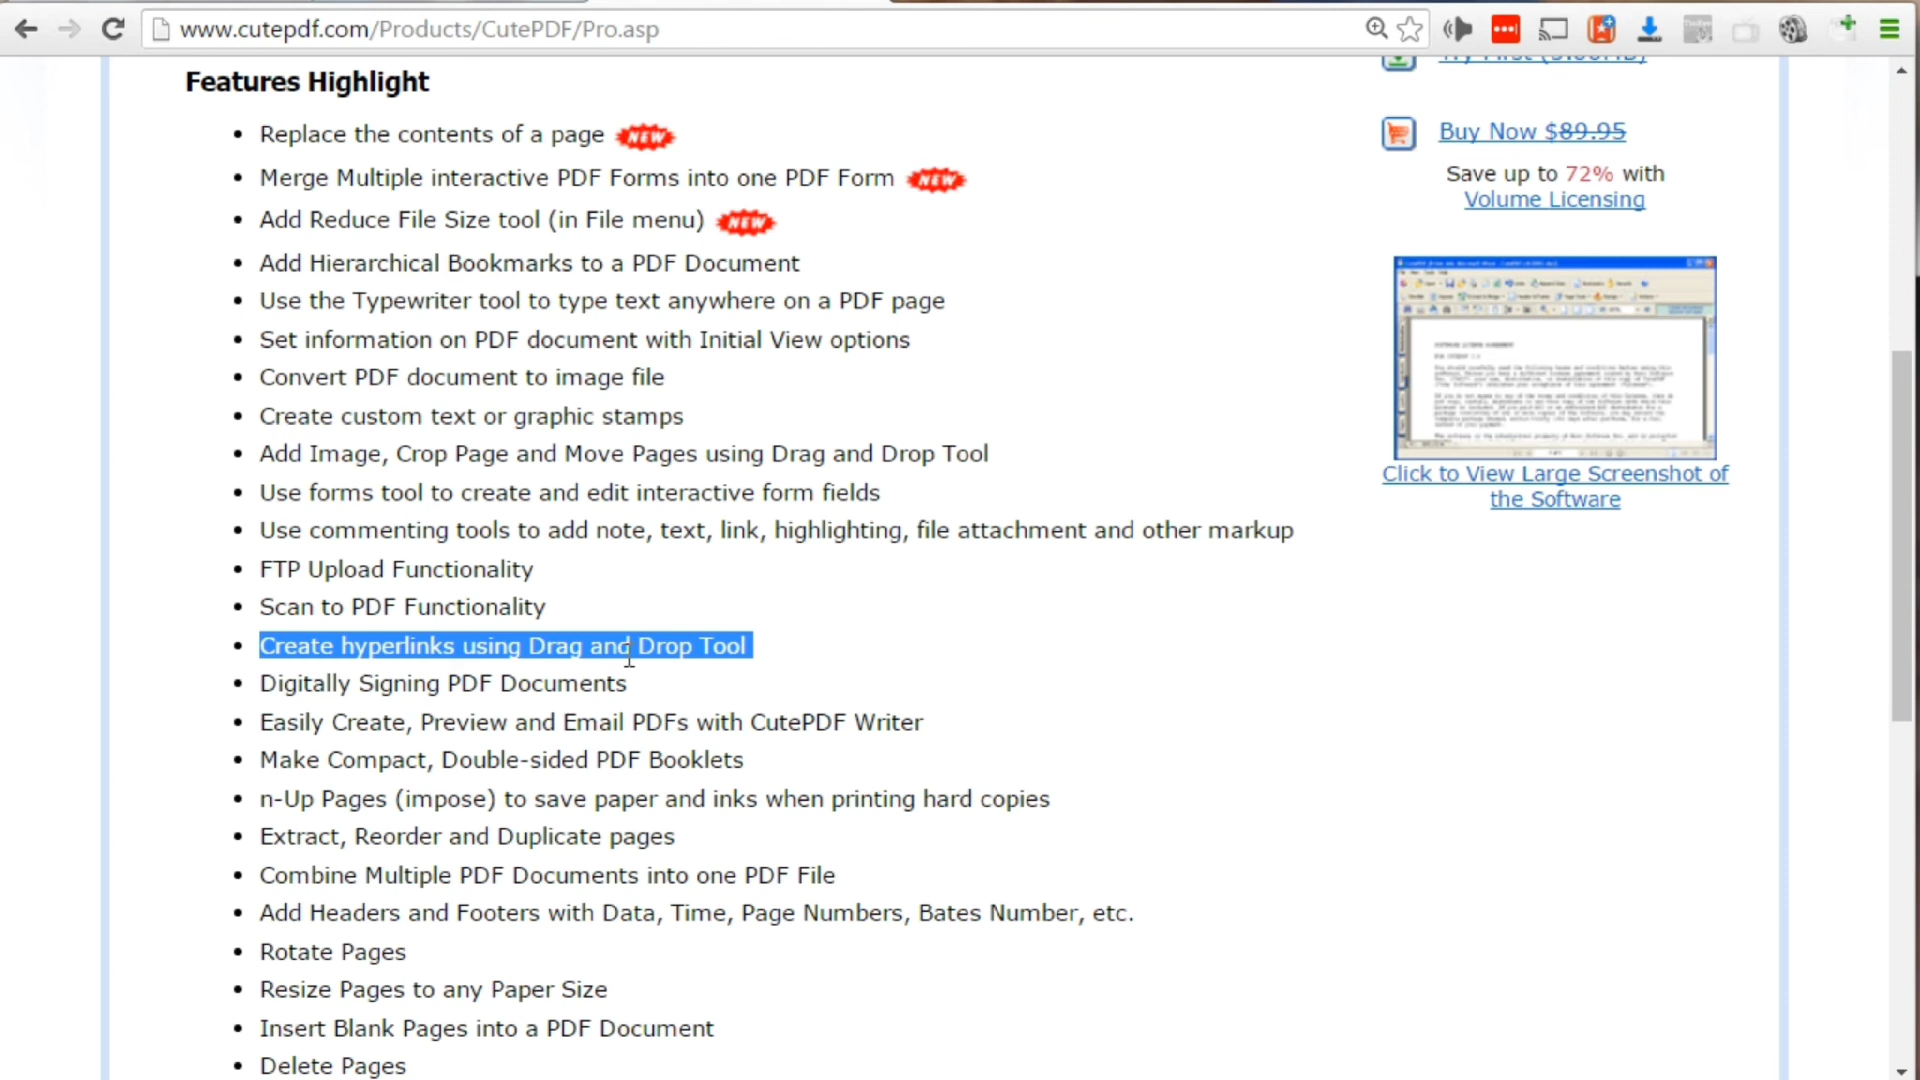 www.cutepdf.com/Products/CutePDF/Pro.asp
Features Highlight
Replace the contents of a page NEW
Merge Multiple interactive PDF Forms into one PDF Form NEW
Add Reduce File Size tool (in File menu) NEW
Add Hierarchical Bookmarks to a PDF Document
Use the Typewriter tool to type text anywhere on a PDF page
Set information on PDF document with Initial View options
Convert PDF document to image file
Create custom text or graphic stamps
Add Image, Crop Page and Move Pages using Drag and Drop Tool
Use forms tool to create and edit interactive form fields
Use commenting tools to add note, text, link, highlighting, file attachment and other markup
FTP Upload Functionality
Scan to PDF Functionality
Create hyperlinks using Drag and Drop Tool
Digitally Signing PDF Documents
Easily Create, Preview and Email PDFs with CutePDF Writer
Make Compact, Double-sided PDF Booklets
n-Up Pages (impose) to save paper and inks when printing hard copies
Extract, Reorder and Duplicate pages
Combine Multiple PDF Documents into one PDF File
Add Headers and Footers with Data, Time, Page Numbers, Bates Number, etc.
Rotate Pages
Resize Pages to any Paper Size
Insert Blank Pages into a PDF Document
Delete Pages
Buy Now $89.95
Save up to 72% with
Volume Licensing
Click to View Large Screenshot of
the Software